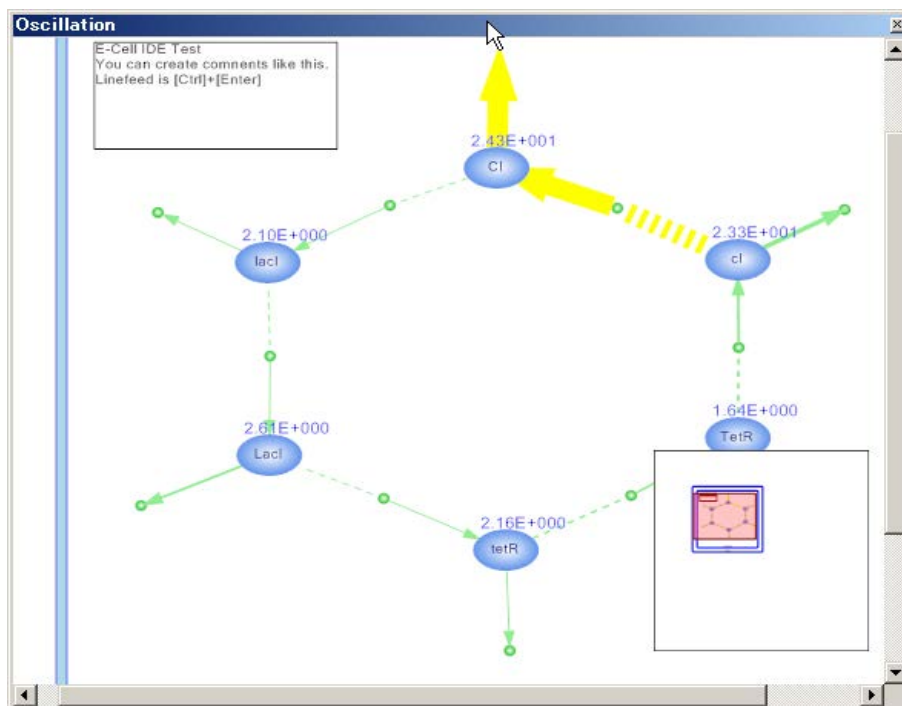 Oscillation
E-Cell IDE Test
You can create comnents like this.
Linefeed is [Ctrl]+[Enter]
2.43E+001
CI
2.10E+000
lacI
2.33E+001
cI
2.61E+000
LacI
1.64E+000
TetR
2.16E+000
tetR